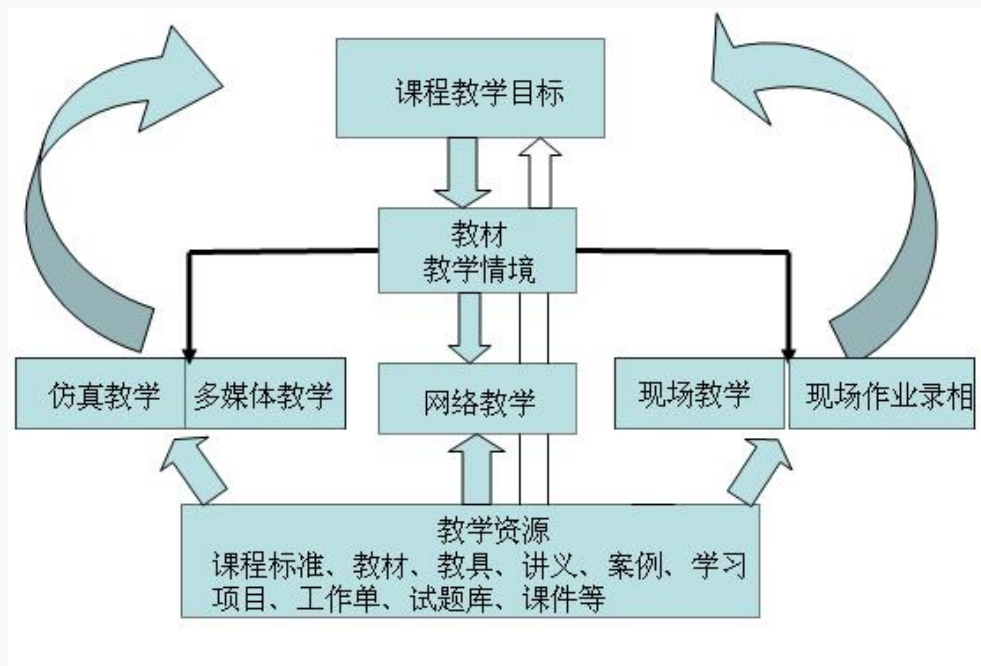 课程教学目标
教材
教学情境
仿真教学
多媒体教学
网络教学
现场教学
现场作业录相
教学资源
课程标准、教材、教具、讲义、案例、学习
项目、工作单、试题库、课件等